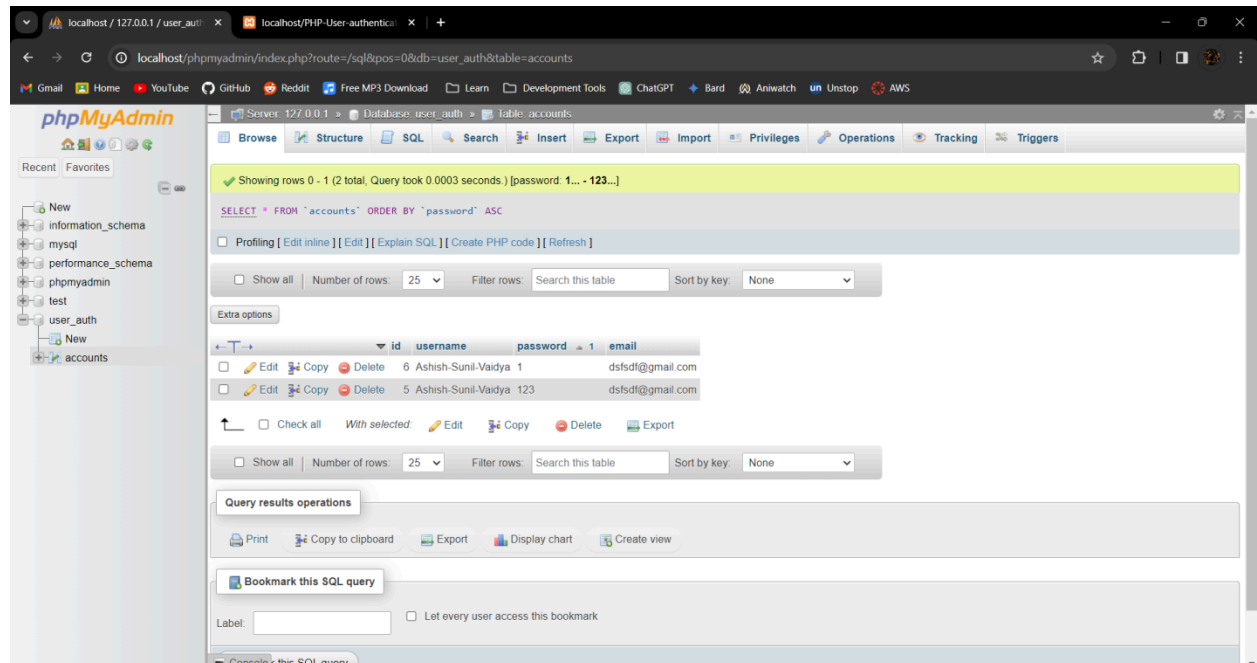 localhost / 127.0.0.1 / user_auth
localhost/PHP-User-authenticat
localhost/phpmyadmin/index.php?route=/sql&pos=0&db=user_auth&table=accounts
Gmail Home YouTube GitHub Reddit Free MP3 Download Learn Development Tools ChatGPT Bard Aniwatch un Unstop AWS
phpMyAdmin
Recent Favorites
New
information_schema
mysql
performance_schema
phpmyadmin
test
user_auth
New
accounts
Server: 127.0.0.1 » Database: user_auth » Table: accounts
Browse Structure SQL Search Insert Export Import Privileges Operations Tracking Triggers
Showing rows 0 - 1 (2 total, Query took 0.0003 seconds.) [password: 1... - 123...]
SELECT * FROM `accounts` ORDER BY `password` ASC
Profiling [ Edit inline ] [ Edit ] [ Explain SQL ] [ Create PHP code ] [ Refresh ]
Show all | Number of rows: 25 Filter rows: Search this table Sort by key: None
Extra options
id username password 1 email
Edit Copy Delete 6 Ashish-Sunil-Vaidya 1 dsfsdf@gmail.com
Edit Copy Delete 5 Ashish-Sunil-Vaidya 123 dsfsdf@gmail.com
Check all With selected: Edit Copy Delete Export
Show all | Number of rows: 25 Filter rows: Search this table Sort by key: None
Query results operations
Print Copy to clipboard Export Display chart Create view
Bookmark this SQL query
Label: Let every user access this bookmark
Console this SQL query